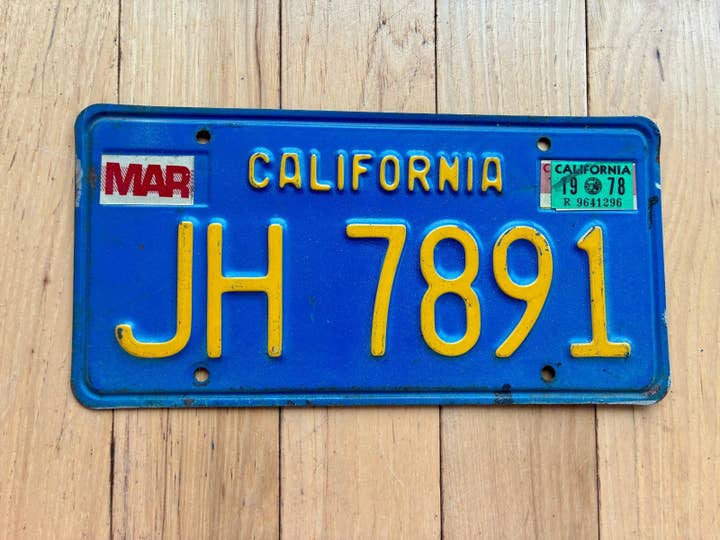 MAR
CALIFORNIA
CALIFORNIA
19 78
R 9641296
JH 7891